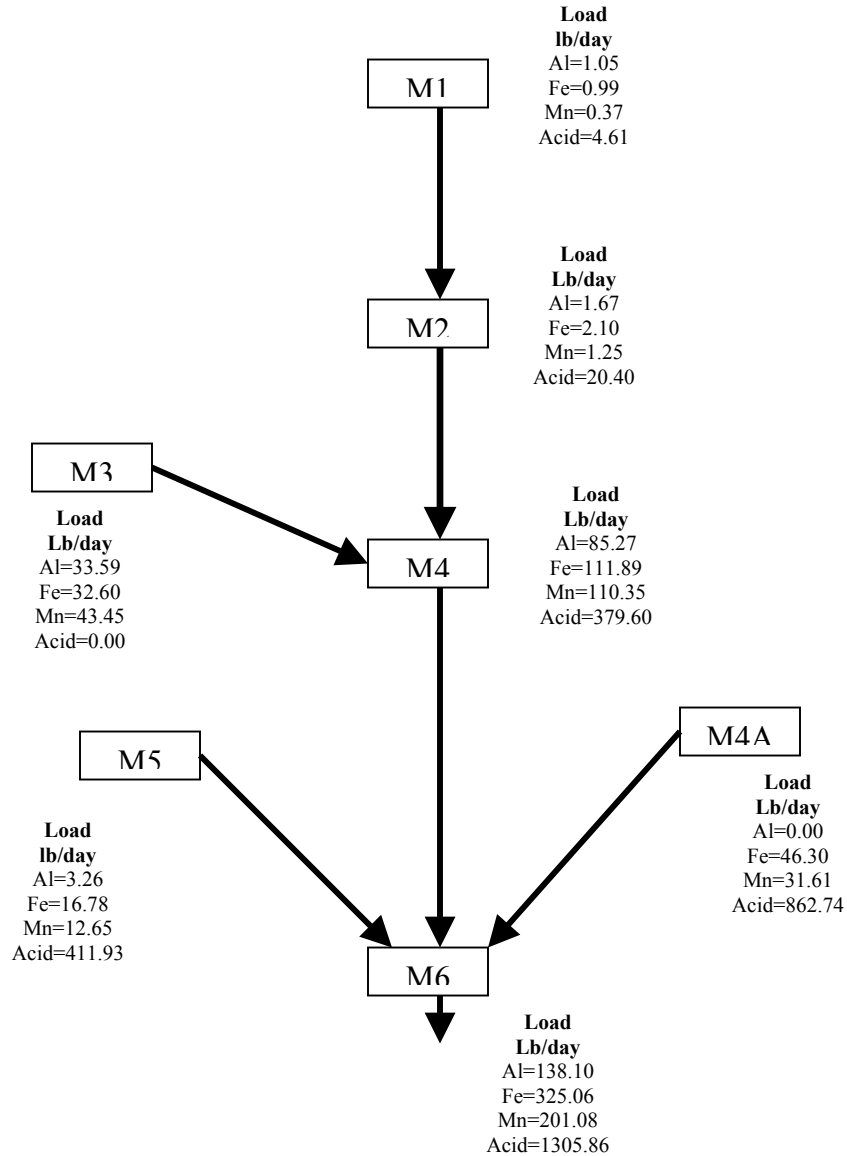 Load
lb/day
Al=1.05
Fe=0.99
Mn=0.37
Acid=4.61
M1
Load
Lb/day
Al=1.67
Fe=2.10
Mn=1.25
Acid=20.40
M2
M3
Load
Lb/day
Al=33.59
Fe=32.60
Mn=43.45
Acid=0.00
Load
Lb/day
Al=85.27
Fe=111.89
Mn=110.35
Acid=379.60
M4
M5
Load
lb/day
Al=3.26
Fe=16.78
Mn=12.65
Acid=411.93
M4A
Load
Lb/day
Al=0.00
Fe=46.30
Mn=31.61
Acid=862.74
M6
Load
Lb/day
Al=138.10
Fe=325.06
Mn=201.08
Acid=1305.86